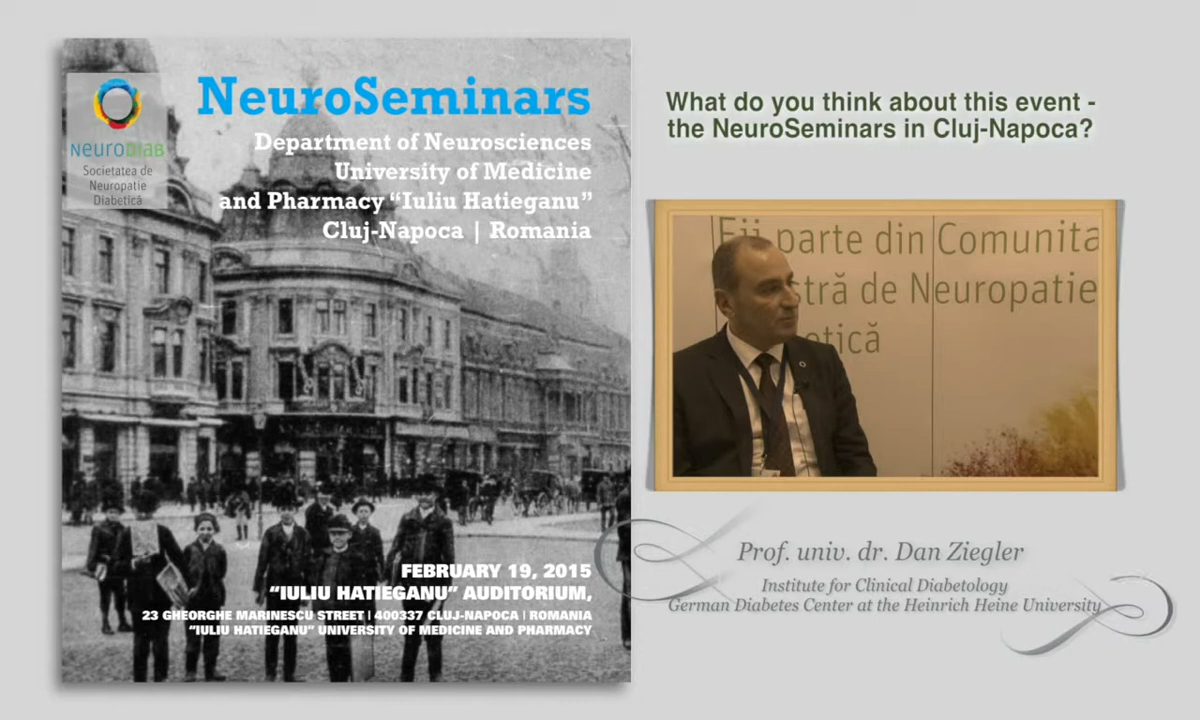 NeuroSeminars
NEURODIAB
Societatea de
Neuropatie
Diabetică
Department of Neurosciences
University of Medicine
and Pharmacy “Iuliu Hatieganu”
Cluj-Napoca | Romania
FEBRUARY 19, 2015
“IULIU HATIEGANU” AUDITORIUM,
23 GHEORGHE MARINESCU STREET | 400337 CLUJ-NAPOCA | ROMANIA
“IULIU HATIEGANU” UNIVERSITY OF MEDICINE AND PHARMACY
What do you think about this event -
the NeuroSeminars in Cluj-Napoca?
parte din Comunita
stră de Neuropatie
etică
Prof. univ. dr. Dan Ziegler
Institute for Clinical Diabetology
German Diabetes Center at the Heinrich Heine University